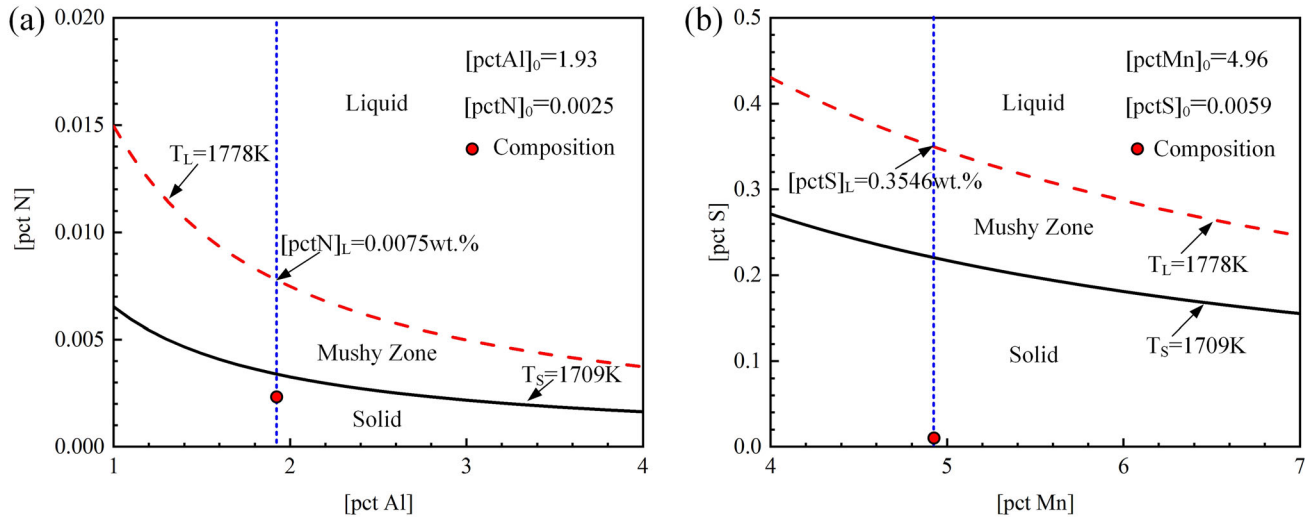 (a)
0.020
0.015
0.010
0.005
0.000
[pct N]
1
2
3
4
[pct Al]
[pctAl]0=1.93
[pctN]0=0.0025
Composition
Liquid
TL=1778K
[pctN]L=0.0075wt.%
Mushy Zone
TS=1709K
Solid
(b)
0.5
0.4
0.3
0.2
0.1
0.0
[pct S]
4
5
6
7
[pct Mn]
[pctMn]0=4.96
[pctS]0=0.0059
Composition
Liquid
[pctS]L=0.3546wt.%
Mushy Zone
TL=1778K
Solid
TS=1709K